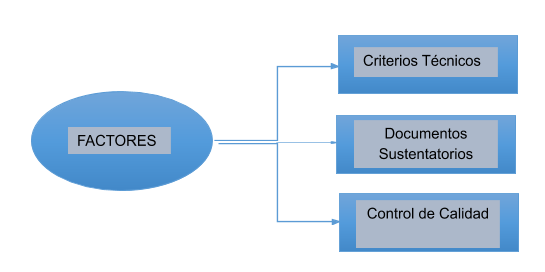 FACTORES
Criterios Técnicos
Documentos
Sustentatorios
Control de Calidad